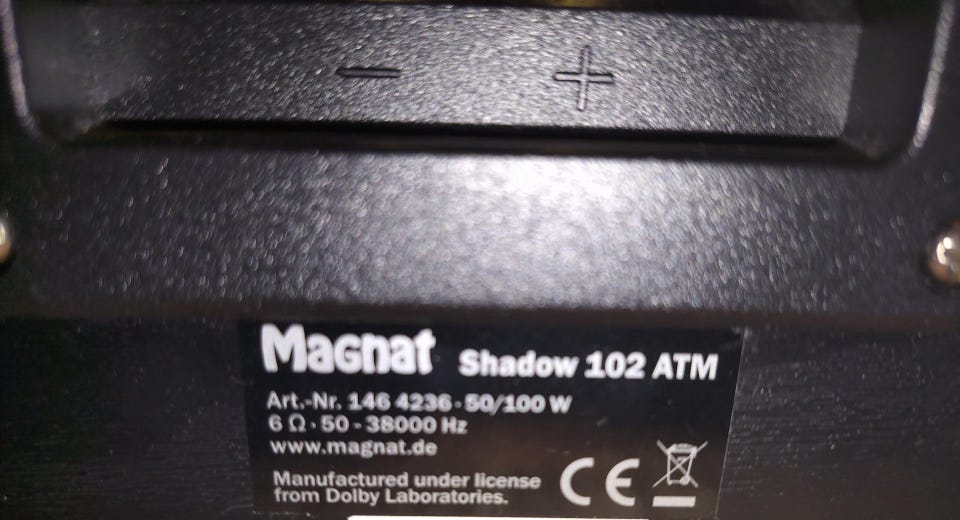 − +
Magnat Shadow 102 ATM
Art.-Nr. 146 4236 · 50/100 W
6 Ω · 50 - 38000 Hz
www.magnat.de
Manufactured under license
from Dolby Laboratories.
CE